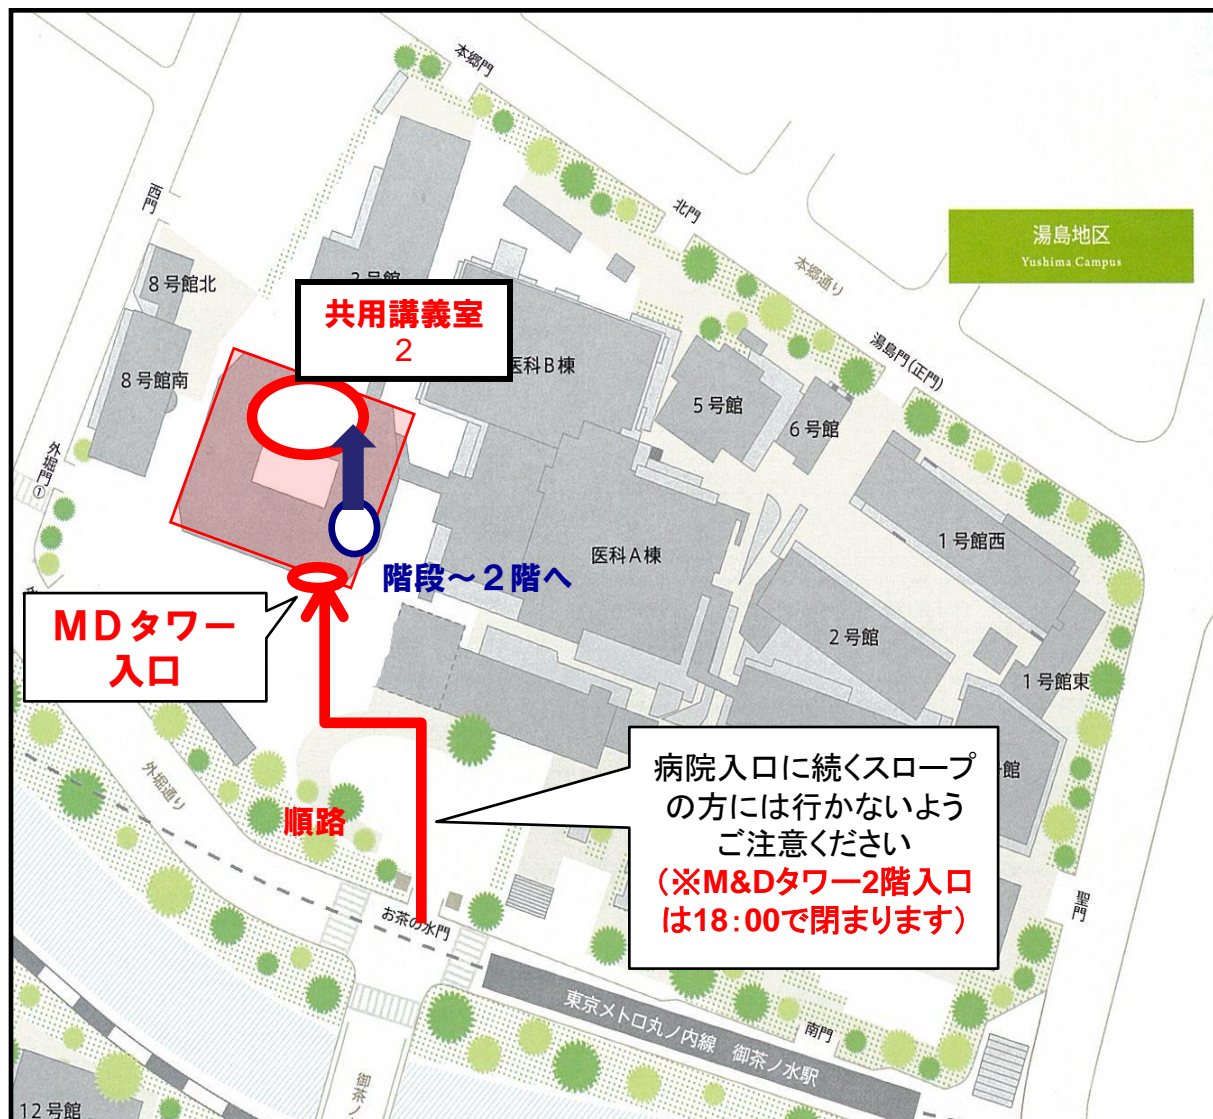 本郷門
西門
北門
湯島地区
Yushima Campus
本郷通り
8号館北
3号館
共用講義室
2
医科B棟
湯島門(正門)
8号館南
5号館
6号館
外堀門①
1号館西
医科A棟
階段～2階へ
MDタワー
入口
2号館
1号館東
号館
病院入口に続くスロープ
の方には行かないよう
ご注意ください
(※M&Dタワー2階入口
は18:00で閉まります)
外堀通り
順路
お茶の水門
聖門
東京メトロ丸ノ内線 御茶ノ水駅
南門
御茶ノ
12号館